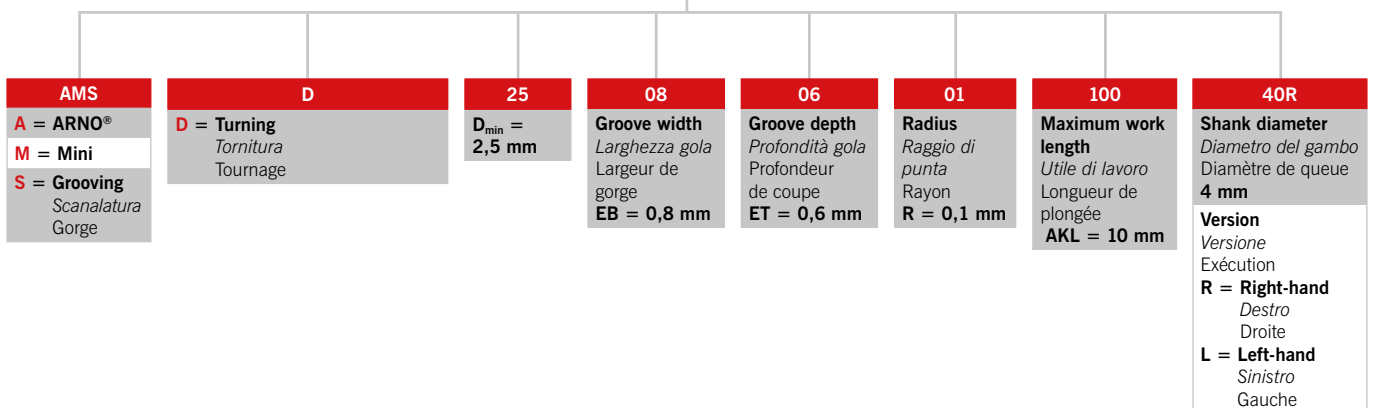 AMS
A = ARNO®
M = Mini
S = Grooving
Scanalatura
Gorge
D
D = Turning
Tornitura
Tournage
25
Dmin =
2,5 mm
08
Groove width
Larghezza gola
Largeur de
gorge
EB = 0,8 mm
06
Groove depth
Profondità gola
Profondeur
de coupe
ET = 0,6 mm
01
Radius
Raggio di
punta
Rayon
R = 0,1 mm
100
Maximum work
length
Utile di lavoro
Longueur de
plongée
AKL = 10 mm
40R
Shank diameter
Diametro del gambo
Diamètre de queue
4 mm
Version
Versione
Exécution
R = Right-hand
Destro
Droite
L = Left-hand
Sinistro
Gauche